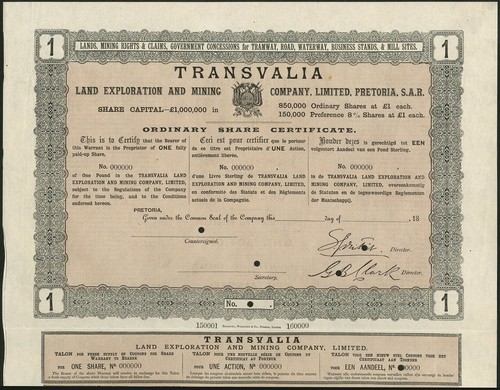 1
LANDS, MINING RIGHTS & CLAIMS, GOVERNMENT CONCESSIONS for TRAMWAY, ROAD, WATERWAY, BUSINESS STANDS, & MILL SITES.
1
TRANSVALIA
LAND EXPLORATION AND MINING COMPANY, LIMITED, PRETORIA, S.A.R.
SHARE CAPITAL—£1,000,000 in
850,000 Ordinary Shares at £1 each.
150,000 Preference 8% Shares at £1 each.
ORDINARY SHARE CERTIFICATE.
This is to Certify that the Bearer of
this Warrant is the Proprietor of ONE fully
paid-up Share,
No. 000000
of One Pound in the TRANSVALIA LAND
EXPLORATION AND MINING COMPANY, LIMITED,
subject to the Regulations of the Company
for the time being, and to the Conditions
endorsed hereon.
Ceci est pour certifier que le porteur
de ce titre est Propriétaire d'UNE Action,
entièrement libérée,
No. 000000
d'une Livre Sterling de TRANSVALIA LAND
EXPLORATION AND MINING COMPANY, LIMITED,
en conformité des Statuts et des Règlements
actuels de la Compagnie.
Houder dezes is gerechtigd tot EEN
volgestort Aandeel van een Pond Sterling.
No. 000000
in de TRANSVALIA LAND EXPLORATION AND
MINING COMPANY, LIMITED, overeenkomstig
de Statuten en de tegenwoordige Reglementen
der Maatschappij.
PRETORIA,
Given under the Common Seal of the Company this day of 18
Countersigned.
Director.
G. B. Clark Director.
Secretary.
1
No.
1
150001
160000
TRANSVALIA
LAND EXPLORATION AND MINING COMPANY, LIMITED.
TALON FOR FRESH SUPPLY OF COUPONS FOR SHARE
WARRANT TO BEARER
FOR ONE SHARE, No 000000
TALON POUR UNE NOUVELLE SÉRIE DE COUPONS ET
CERTIFICAT AU PORTEUR
POUR UNE ACTION, No 000000
TALON VOOR EEN NIEUW STEL COUPONS VOOR HET
CERTIFICAAT AAN TOONDER
VOOR EEN AANDEEL, No 00000